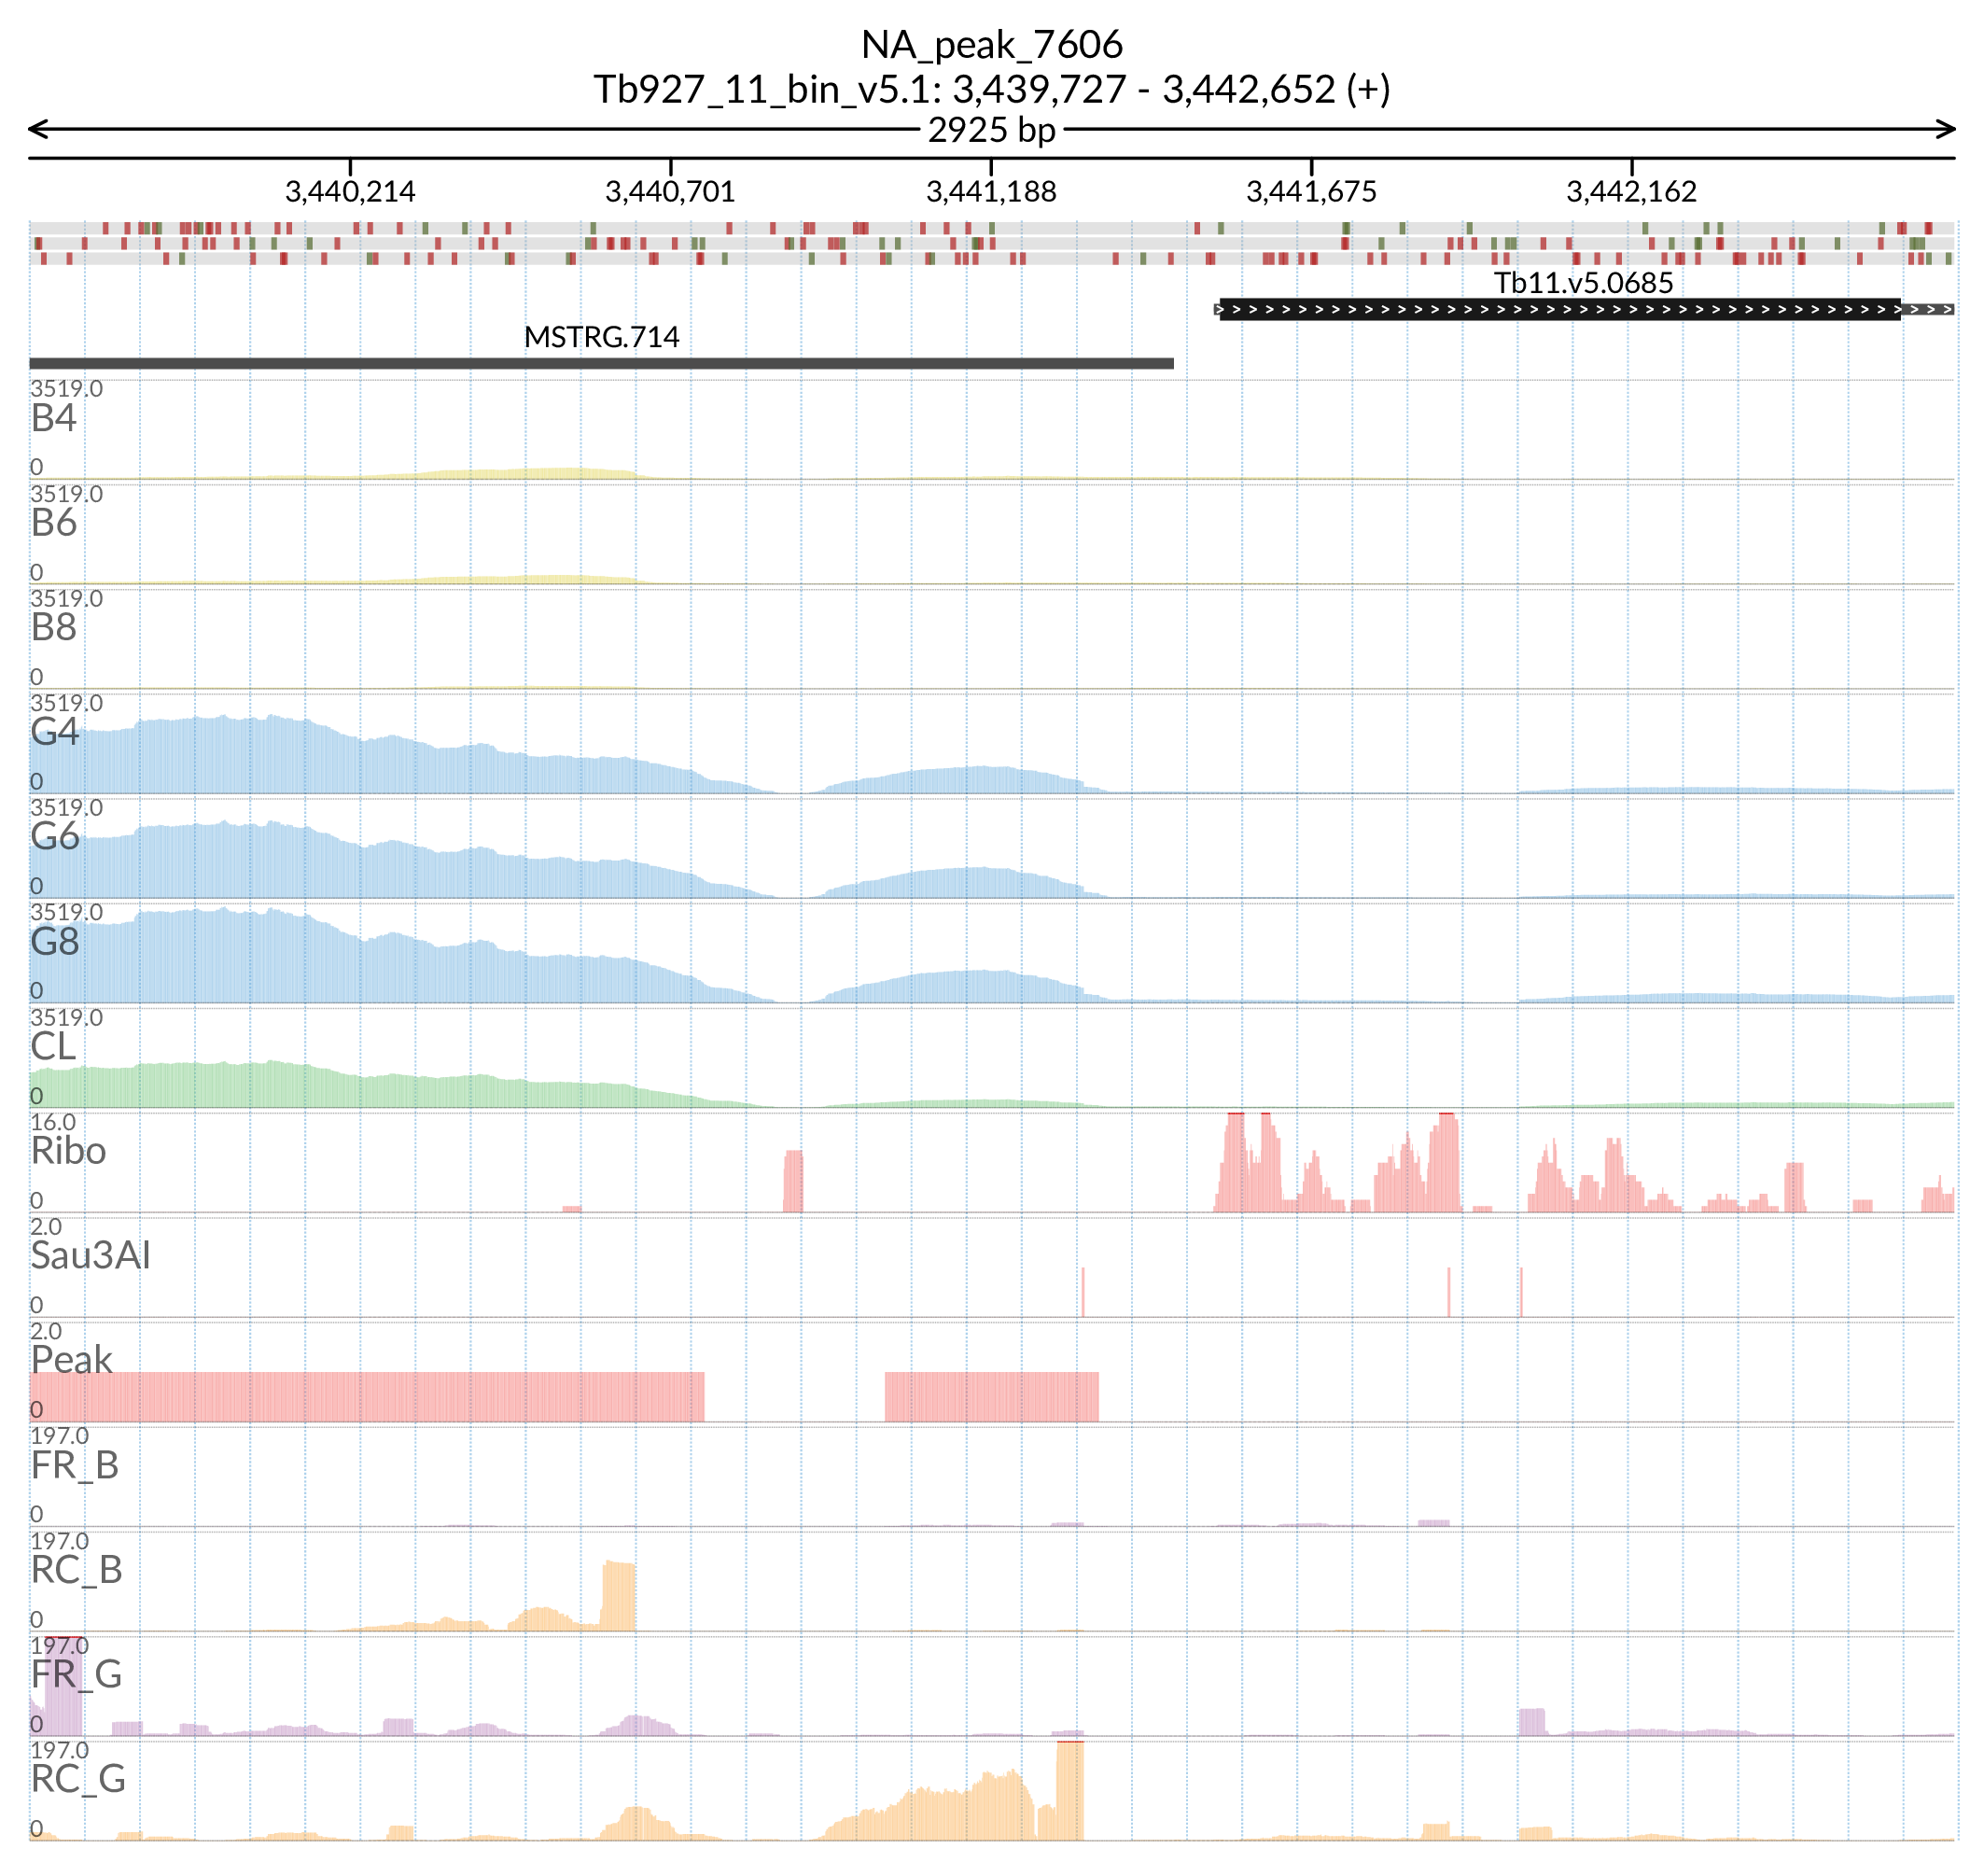 NA_peak_7606
Tb927_11_bin_v5.1: 3,439,727 - 3,442,652 (+)
2925 bp
3,440,214 3,440,701 3,441,188 3,441,675 3,442,162
Tb11.v5.0685
MSTRG.714
3519.0
B4
0
3519.0
B6
0
3519.0
B8
0
3519.0
G4
0
3519.0
G6
0
3519.0
G8
0
3519.0
CL
0
16.0
Ribo
0
2.0
Sau3AI
0
2.0
Peak
0
197.0
FR_B
0
197.0
RC_B
0
197.0
FR_G
0
197.0
RC_G
0